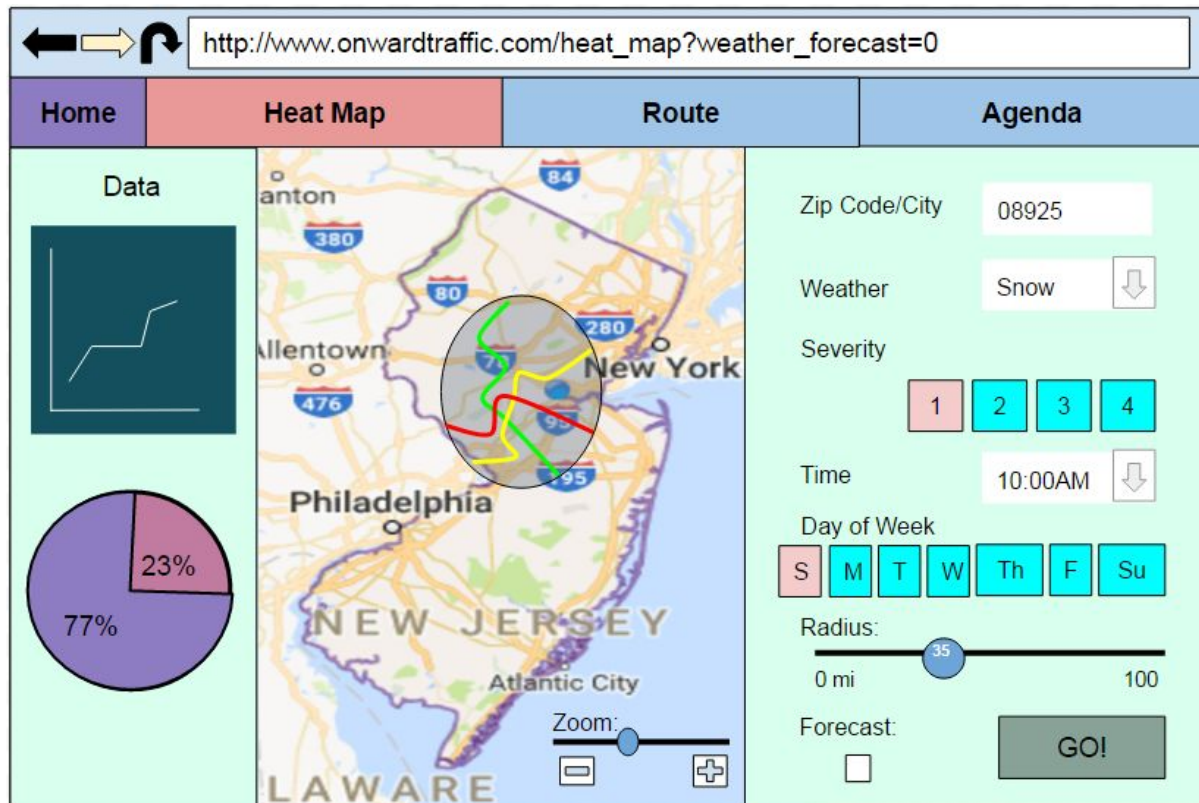 http://www.onwardtraffic.com/heat_map?weather_forecast=0
Home
Heat Map
Route
Agenda
Data
23%
77%
anton
84
380
80
280
78
Allentown
New York
476
95
195
Philadelphia
NEW JERSEY
Atlantic City
LAWARE
Zoom:
Zip Code/City
08925
Weather
Snow
Severity
1 2 3 4
Time
10:00AM
Day of Week
S M T W Th F Su
Radius:
35
0 mi
100
Forecast:
GO!